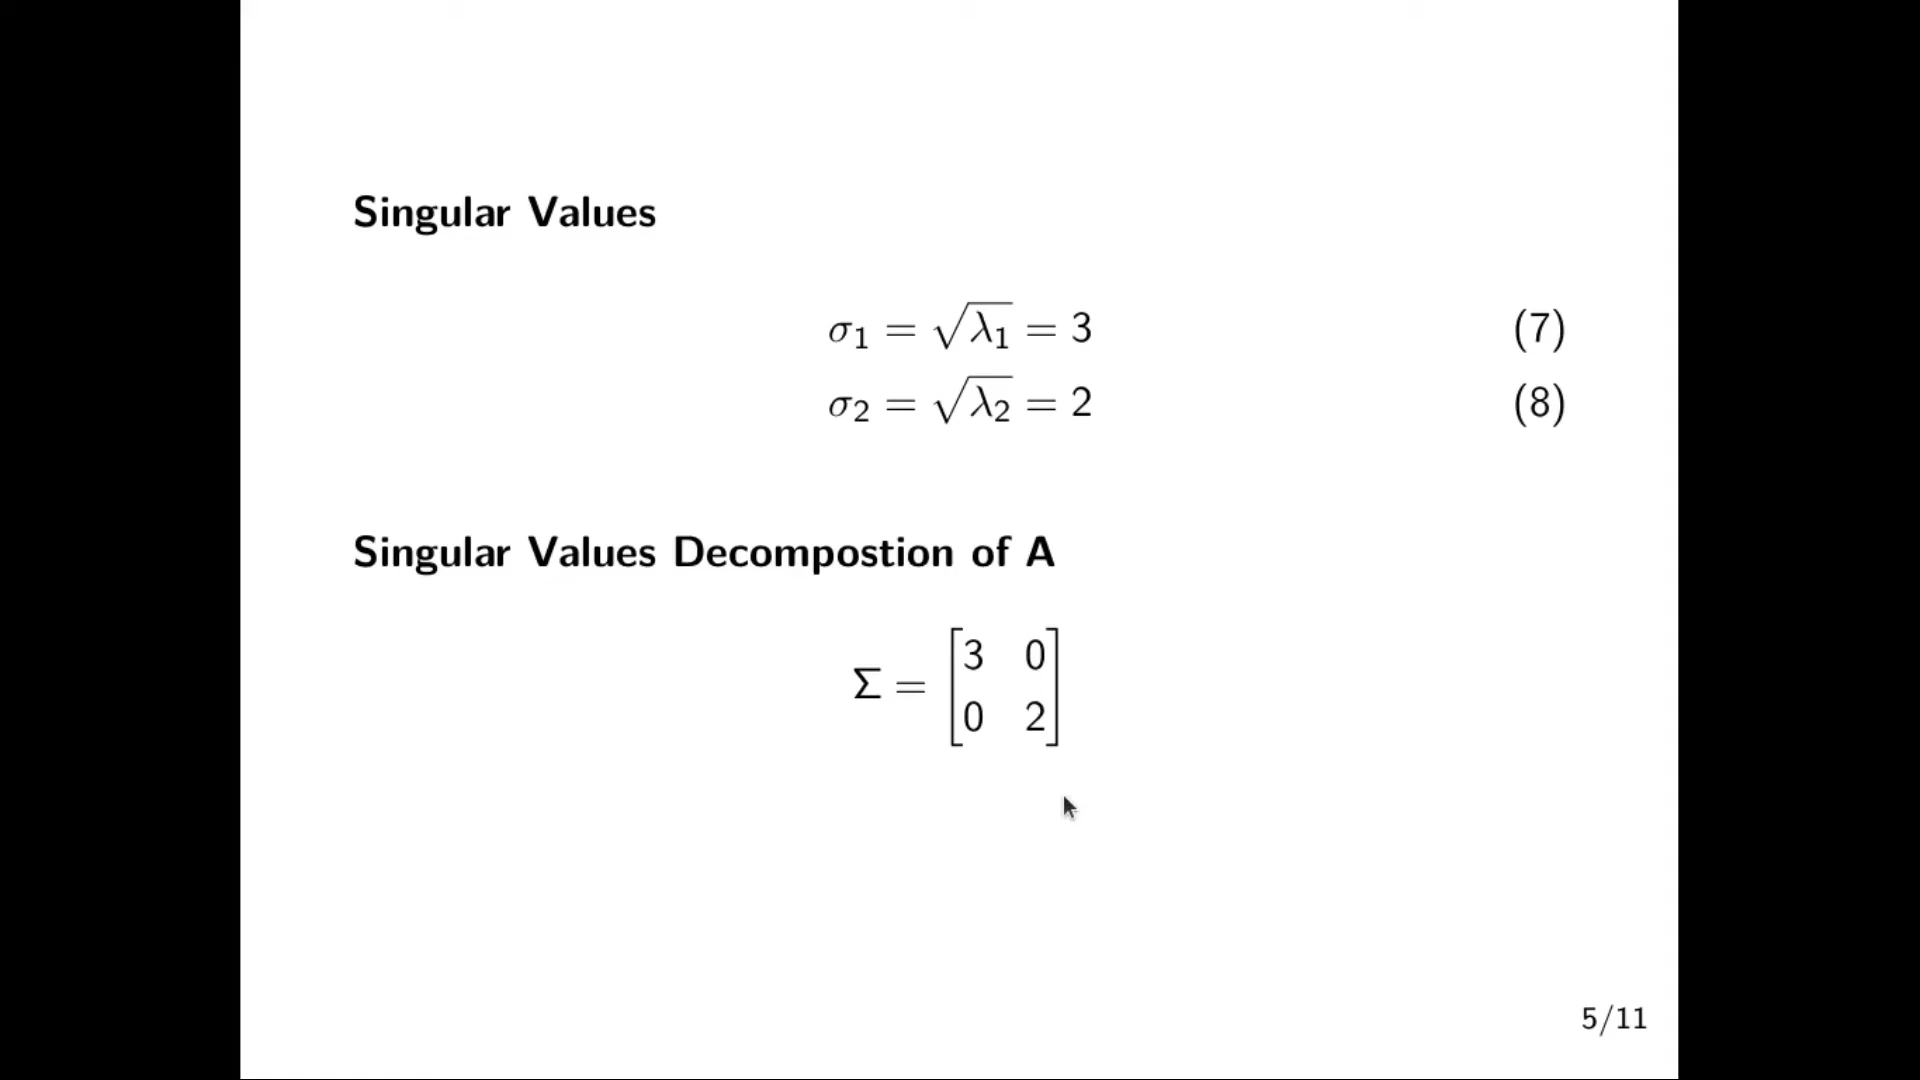 Singular Values
σ₁ = √λ₁ = 3 (7)
σ₂ = √λ₂ = 2 (8)
Singular Values Decompostion of A
Σ = [3 0
0 2]
5/11